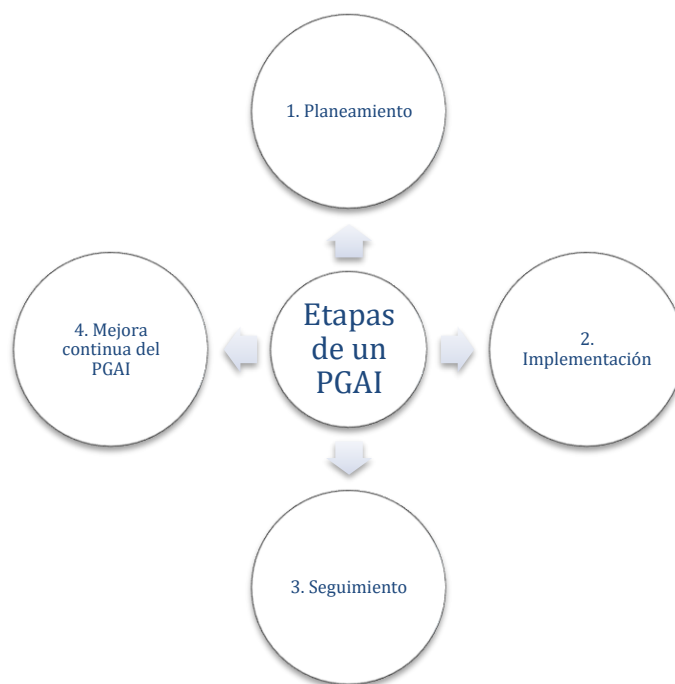 1. Planeamiento
4. Mejora
continua del
PGAI
Etapas
de un
PGAI
2.
Implementación
3. Seguimiento